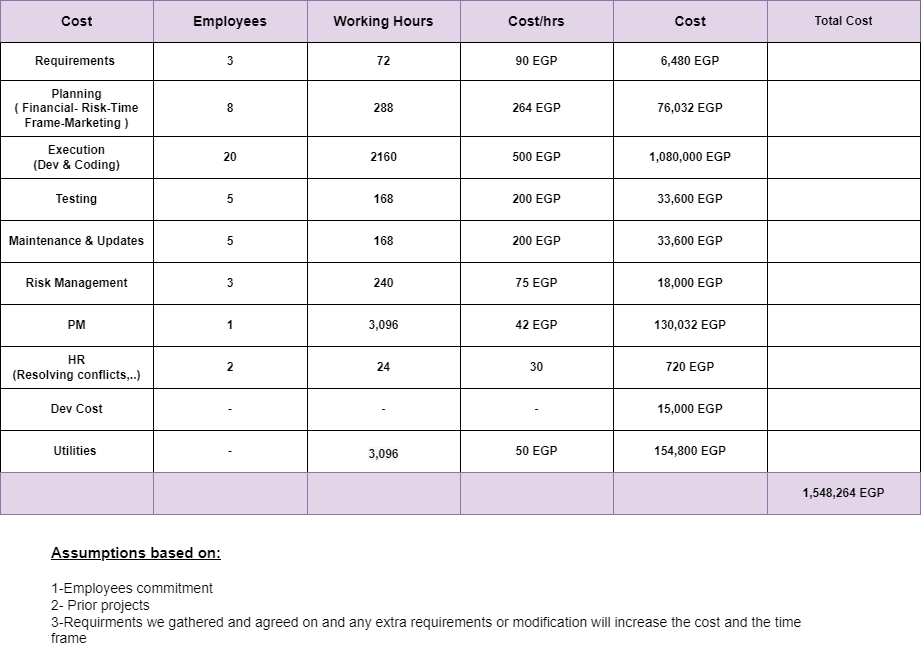 Cost Employees Working Hours Cost/hrs Cost Total Cost
Requirements 3 72 90 EGP 6,480 EGP
Planning
( Financial- Risk-Time
Frame-Marketing ) 8 288 264 EGP 76,032 EGP
Execution
(Dev & Coding) 20 2160 500 EGP 1,080,000 EGP
Testing 5 168 200 EGP 33,600 EGP
Maintenance & Updates 5 168 200 EGP 33,600 EGP
Risk Management 3 240 75 EGP 18,000 EGP
PM 1 3,096 42 EGP 130,032 EGP
HR
(Resolving conflicts,..) 2 24 30 720 EGP
Dev Cost - - - 15,000 EGP
Utilities - 3,096 50 EGP 154,800 EGP
1,548,264 EGP
Assumptions based on:
1-Employees commitment
2- Prior projects
3-Requirments we gathered and agreed on and any extra requirements or modification will increase the cost and the time
frame